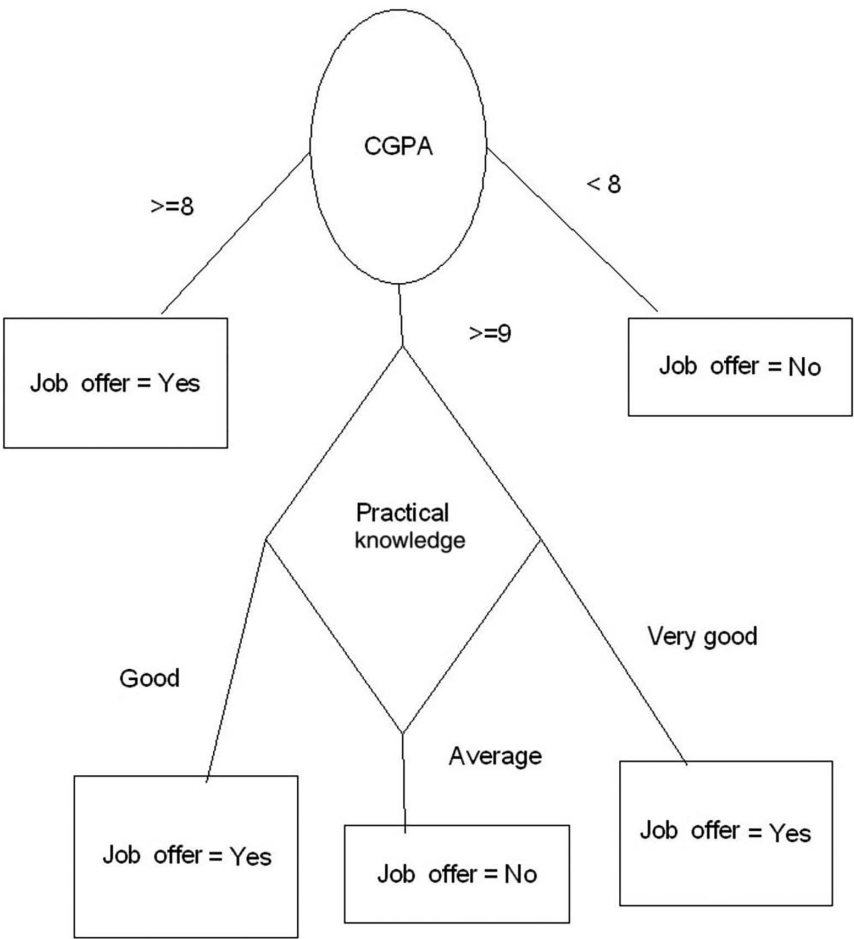 CGPA
>=8
< 8
>=9
Job offer = Yes
Job offer = No
Practical
knowledge
Good
Very good
Average
Job offer = Yes
Job offer = No
Job offer = Yes